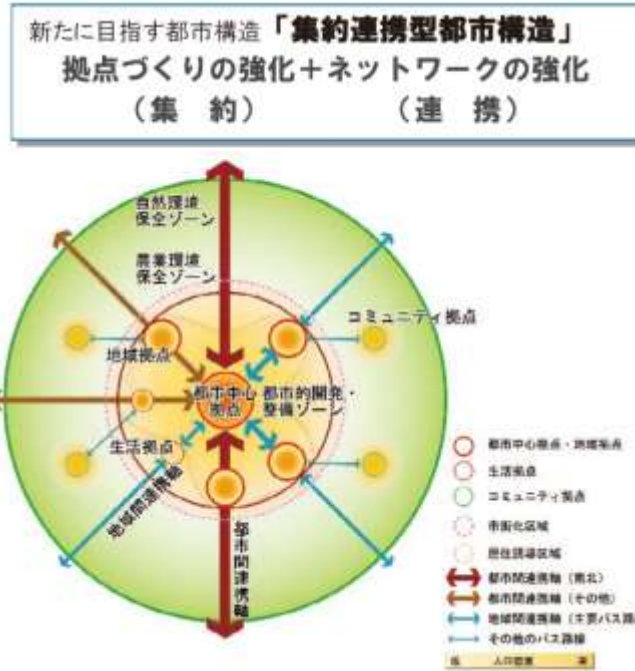 新たに目指す都市構造「集約連携型都市構造」
拠点づくりの強化＋ネットワークの強化
（集　約）　（連　携）
自然環境
保全ゾーン
農業環境
保全ゾーン
コミュニティ拠点
地域拠点
都市中心
拠点
都市的開発・
整備ゾーン
生活拠点
地域間連携軸
都市間連携軸
都市中心拠点・地域拠点
生活拠点
コミュニティ拠点
市街化区域
居住誘導区域
都市間連携軸（南北）
都市間連携軸（その他）
地域間連携軸（主要バス路
その他のバス路線
低　人口密度　高